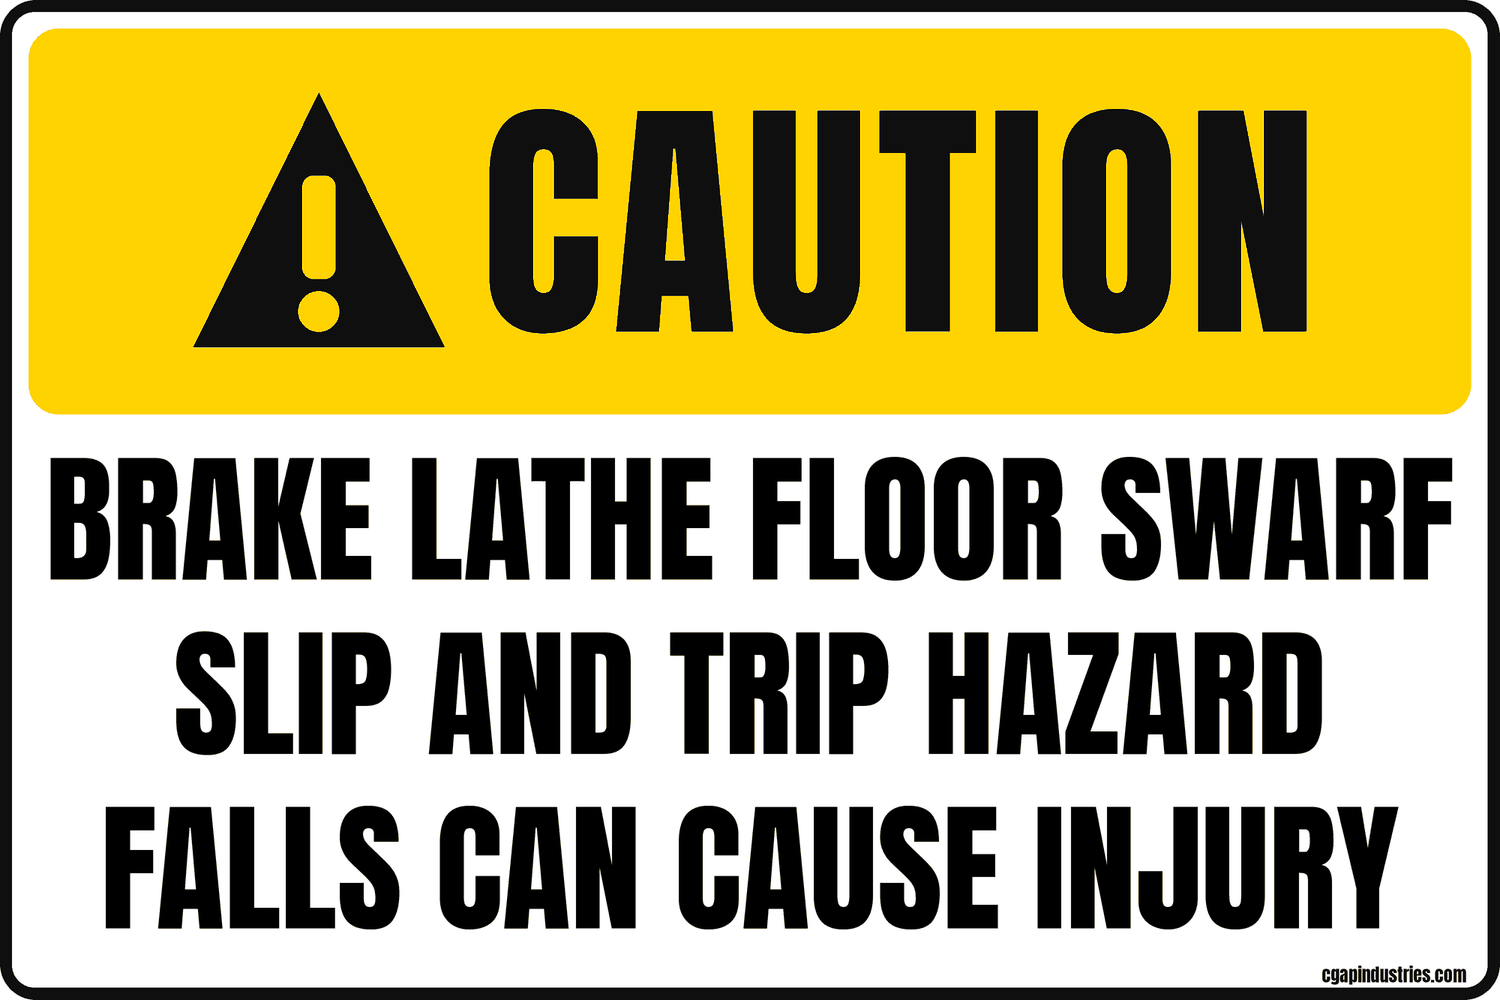 CAUTION
BRAKE LATHE FLOOR SWARF
SLIP AND TRIP HAZARD
FALLS CAN CAUSE INJURY
cgapindustries.com